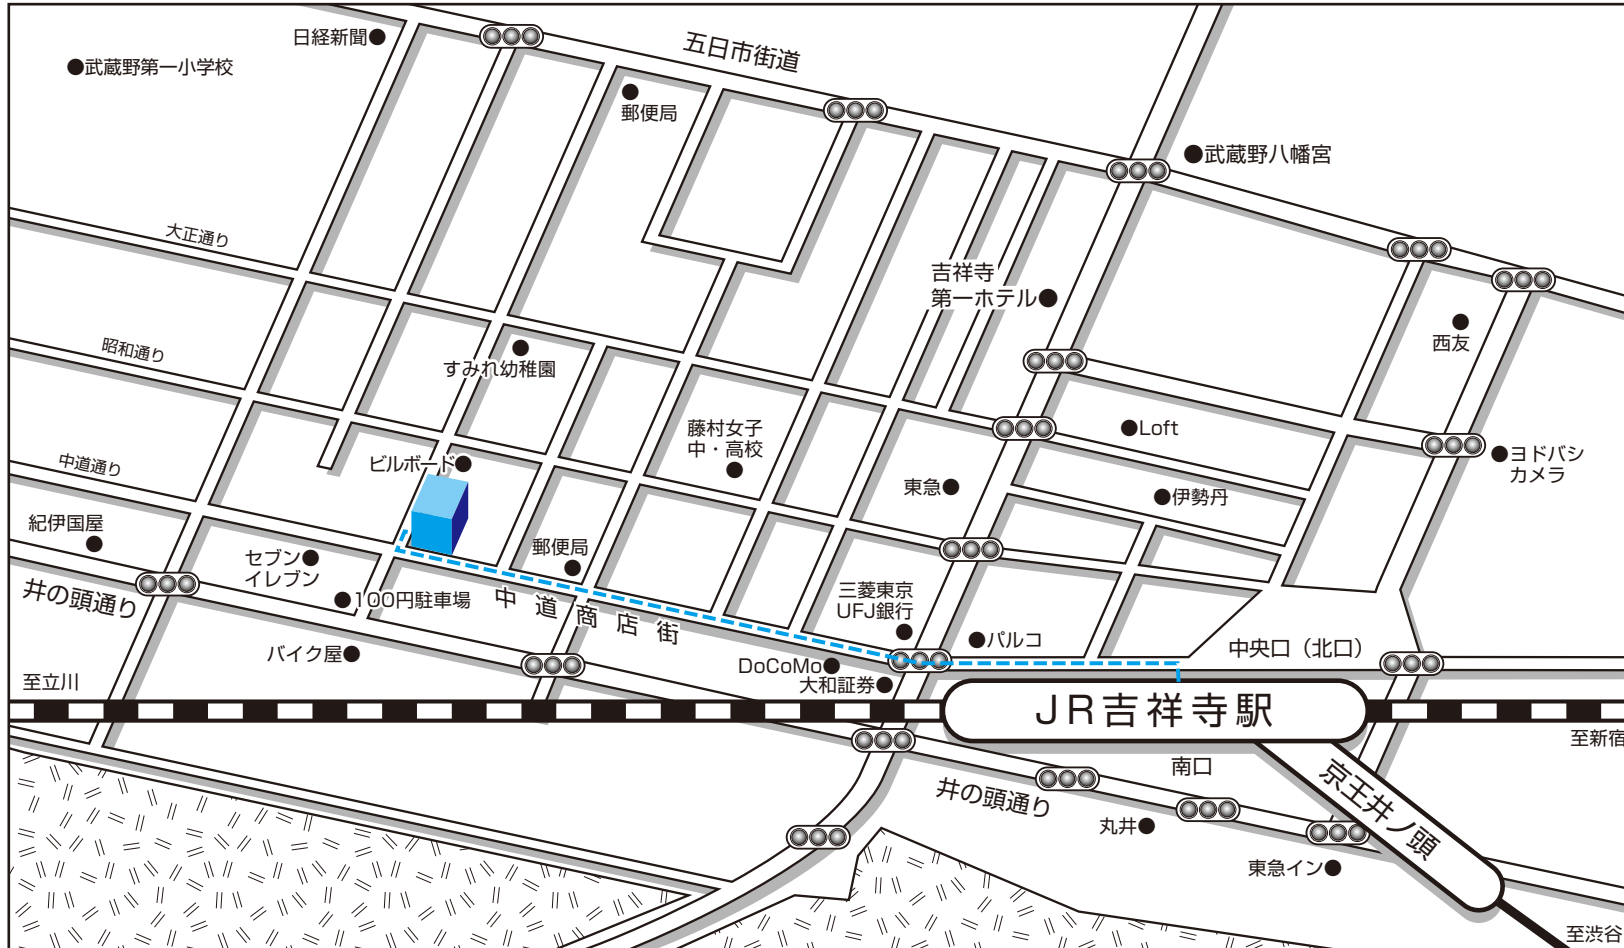 日経新聞
五日市街道
武蔵野第一小学校
郵便局
武蔵野八幡宮
大正通り
吉祥寺
第一ホテル
西友
昭和通り
すみれ幼稚園
藤村女子
中・高校
Loft
ヨドバシ
カメラ
中道通り
ビルボード
東急
伊勢丹
紀伊国屋
セブン
イレブン
郵便局
井の頭通り
100円駐車場
中道商店街
三菱東京
UFJ銀行
パルコ
中央口（北口）
バイク屋
DoCoMo
大和証券
至立川
JR吉祥寺駅
至新宿
南口
井の頭通り
京王井ノ頭
丸井
東急イン
至渋谷